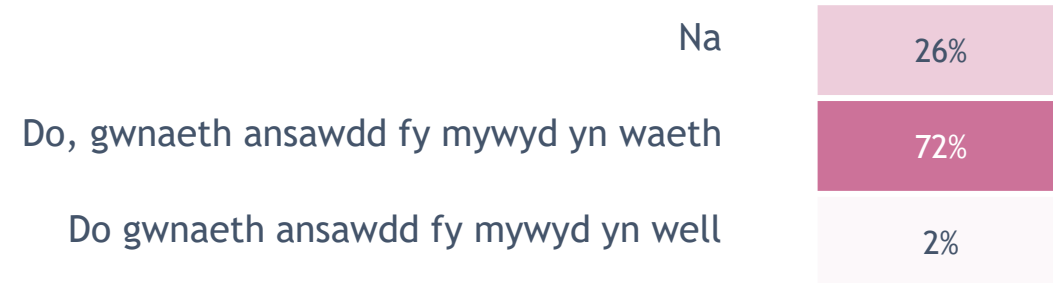 Na 26%
Do, gwnaeth ansawdd fy mywyd yn waeth 72%
Do gwnaeth ansawdd fy mywyd yn well 2%